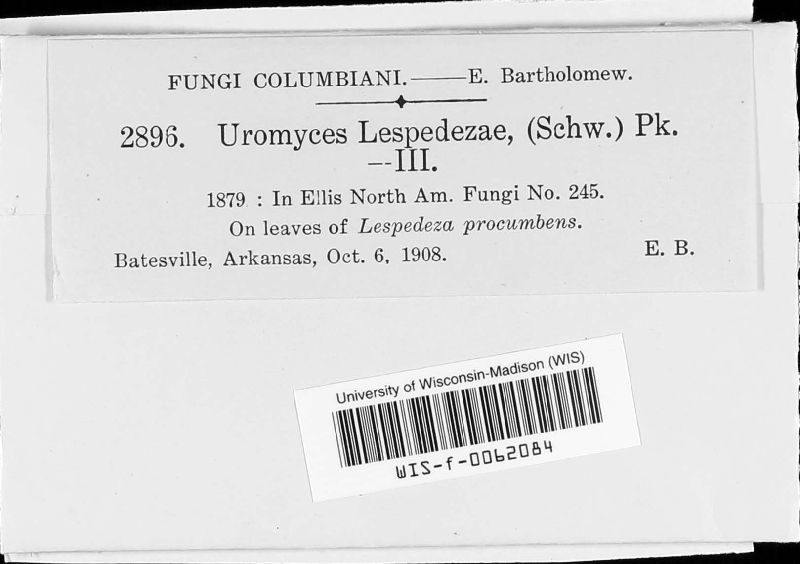 FUNGI COLUMBIANI.——E. Bartholomew.
2896. Uromyces Lespedezae, (Schw.) Pk.
—III.
1879 : In Ellis North Am. Fungi No. 245.
On leaves of Lespedeza procumbens.
Batesville, Arkansas, Oct. 6, 1908. E. B.
University of Wisconsin-Madison (WIS)
WIS-f-0062084